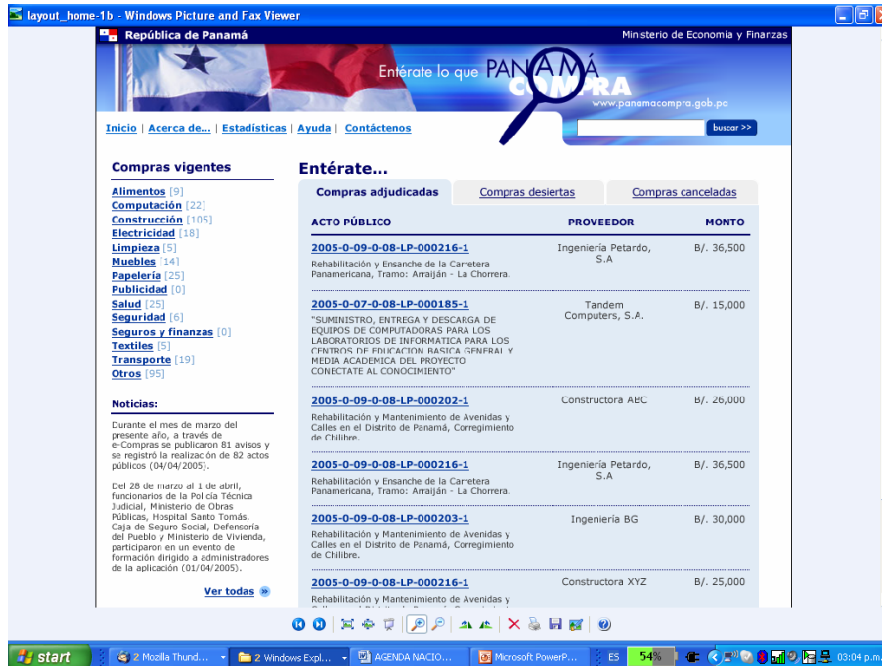 layout_home-1b - Windows Picture and Fax Viewer
República de Panamá
Ministerio de Economia y Finanzas
Entérate lo que PANAMÁ
COMPRA
www.panamacompra.gob.pa
Inicio | Acerca de... | Estadísticas | Ayuda | Contáctenos
buscar >>
Compras vigentes
Alimentos [9]
Computación [22]
Construcción [105]
Electricidad [18]
Limpieza [5]
Muebles [14]
Papelería [25]
Publicidad [0]
Salud [25]
Seguridad [6]
Seguros y finanzas [0]
Textiles [5]
Transporte [19]
Otros [95]
Noticias:
Durante el mes de marzo del
presente año, a través de
e-Compras se publicaron 81 avisos y
se registró la realización de 82 actos
públicos (04/04/2005).
Del 28 de marzo al 1 de abril,
funcionarios de la Policía Técnica
Judicial, Ministerio de Obras
Públicas, Hospital Santo Tomás,
Caja de Seguro Social, Defensoría
del Pueblo y Ministerio de Vivienda,
participaron en un evento de
formación dirigido a administradores
de la aplicación (01/04/2005).
Ver todas
Entérate...
Compras adjudicadas Compras desiertas Compras canceladas
ACTO PÚBLICO PROVEEDOR MONTO
2005-0-09-0-08-LP-000216-1 Ingeniería Petardo, B/. 36,500
S.A
Rehabilitación y Ensanche de la Carretera
Panamericana, Tramo: Arraiján - La Chorrera.
2005-0-07-0-08-LP-000185-1 Tandem B/. 15,000
Computers, S.A.
"SUMINISTRO, ENTREGA Y DESCARGA DE
EQUIPOS DE COMPUTADORAS PARA LOS
LABORATORIOS DE INFORMATICA PARA LOS
CENTROS DE EDUCACION BASICA GENERAL Y
MEDIA ACADEMICA DEL PROYECTO
CONECTATE AL CONOCIMIENTO"
2005-0-09-0-08-LP-000202-1 Constructora ABC B/. 26,000
Rehabilitación y Mantenimiento de Avenidas y
Calles en el Distrito de Panamá, Corregimiento
de Chilibre.
2005-0-09-0-08-LP-000216-1 Ingeniería Petardo, B/. 36,500
S.A
Rehabilitación y Ensanche de la Carretera
Panamericana, Tramo: Arraiján - La Chorrera.
2005-0-09-0-08-LP-000203-1 Ingeniería BG B/. 30,000
Rehabilitación y Mantenimiento de Avenidas y
Calles en el Distrito de Panamá, Corregimiento
de Chilibre.
2005-0-09-0-08-LP-000216-1 Constructora XYZ B/. 25,000
Rehabilitación y Mantenimiento de Avenidas y
start
2 Mozilla Thund...
2 Windows Expl...
AGENDA NACIO...
Microsoft PowerP...
ES
54%
03:04 p.m.